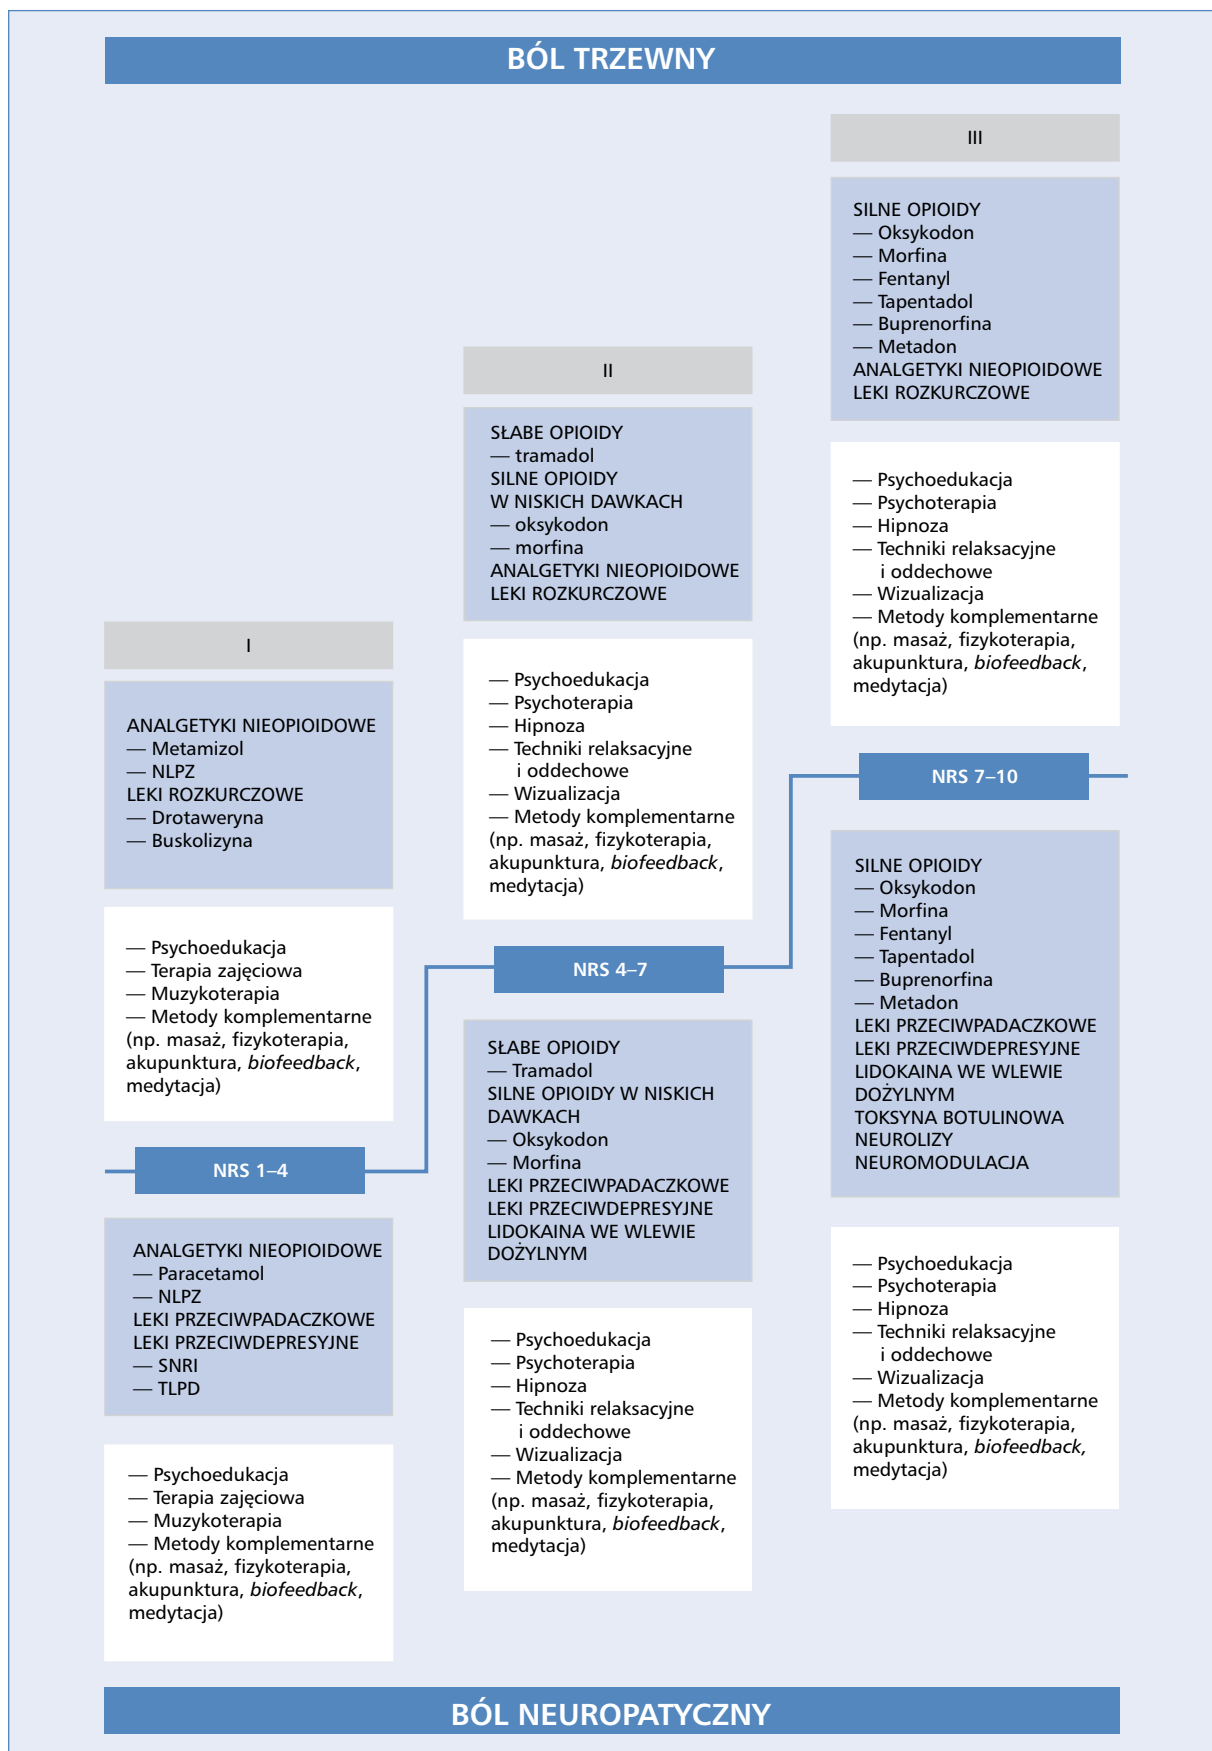 BÓL TRZEWNY
III
SILNE OPIOIDY
— Oksykodon
— Morfina
— Fentanyl
— Tapentadol
— Buprenorfina
— Metadon
ANALGETYKI NIEOPIOIDOWE
LEKI ROZKURCZOWE
— Psychoedukacja
— Psychoterapia
— Hipnoza
— Techniki relaksacyjne
i oddechowe
— Wizualizacja
— Metody komplementarne
(np. masaż, fizykoterapia,
akupunktura, biofeedback,
medytacja)
II
SŁABE OPIOIDY
— tramadol
SILNE OPIOIDY
W NISKICH DAWKACH
— oksykodon
— morfina
ANALGETYKI NIEOPIOIDOWE
LEKI ROZKURCZOWE
— Psychoedukacja
— Psychoterapia
— Hipnoza
— Techniki relaksacyjne
i oddechowe
— Wizualizacja
— Metody komplementarne
(np. masaż, fizykoterapia,
akupunktura, biofeedback,
medytacja)
I
ANALGETYKI NIEOPIOIDOWE
— Metamizol
— NLPZ
LEKI ROZKURCZOWE
— Drotaweryna
— Buskolizyna
— Psychoedukacja
— Terapia zajęciowa
— Muzykoterapia
— Metody komplementarne
(np. masaż, fizykoterapia,
akupunktura, biofeedback,
medytacja)
NRS 1–4
ANALGETYKI NIEOPIOIDOWE
— Paracetamol
— NLPZ
LEKI PRZECIWPADACZKOWE
LEKI PRZECIWDEPRESYJNE
— SNRI
— TLPD
— Psychoedukacja
— Terapia zajęciowa
— Muzykoterapia
— Metody komplementarne
(np. masaż, fizykoterapia,
akupunktura, biofeedback,
medytacja)
NRS 4–7
SŁABE OPIOIDY
— Tramadol
SILNE OPIOIDY W NISKICH
DAWKACH
— Oksykodon
— Morfina
LEKI PRZECIWPADACZKOWE
LEKI PRZECIWDEPRESYJNE
LIDOKAINA WE WLEWIE
DOŻYLNYM
— Psychoedukacja
— Psychoterapia
— Hipnoza
— Techniki relaksacyjne
i oddechowe
— Wizualizacja
— Metody komplementarne
(np. masaż, fizykoterapia,
akupunktura, biofeedback,
medytacja)
NRS 7–10
SILNE OPIOIDY
— Oksykodon
— Morfina
— Fentanyl
— Tapentadol
— Buprenorfina
— Metadon
LEKI PRZECIWPADACZKOWE
LEKI PRZECIWDEPRESYJNE
LIDOKAINA WE WLEWIE
DOŻYLNYM
TOKSYNA BOTULINOWA
NEUROLIZY
NEUROMODULACJA
— Psychoedukacja
— Psychoterapia
— Hipnoza
— Techniki relaksacyjne
i oddechowe
— Wizualizacja
— Metody komplementarne
(np. masaż, fizykoterapia,
akupunktura, biofeedback,
medytacja)
BÓL NEUROPATYCZNY